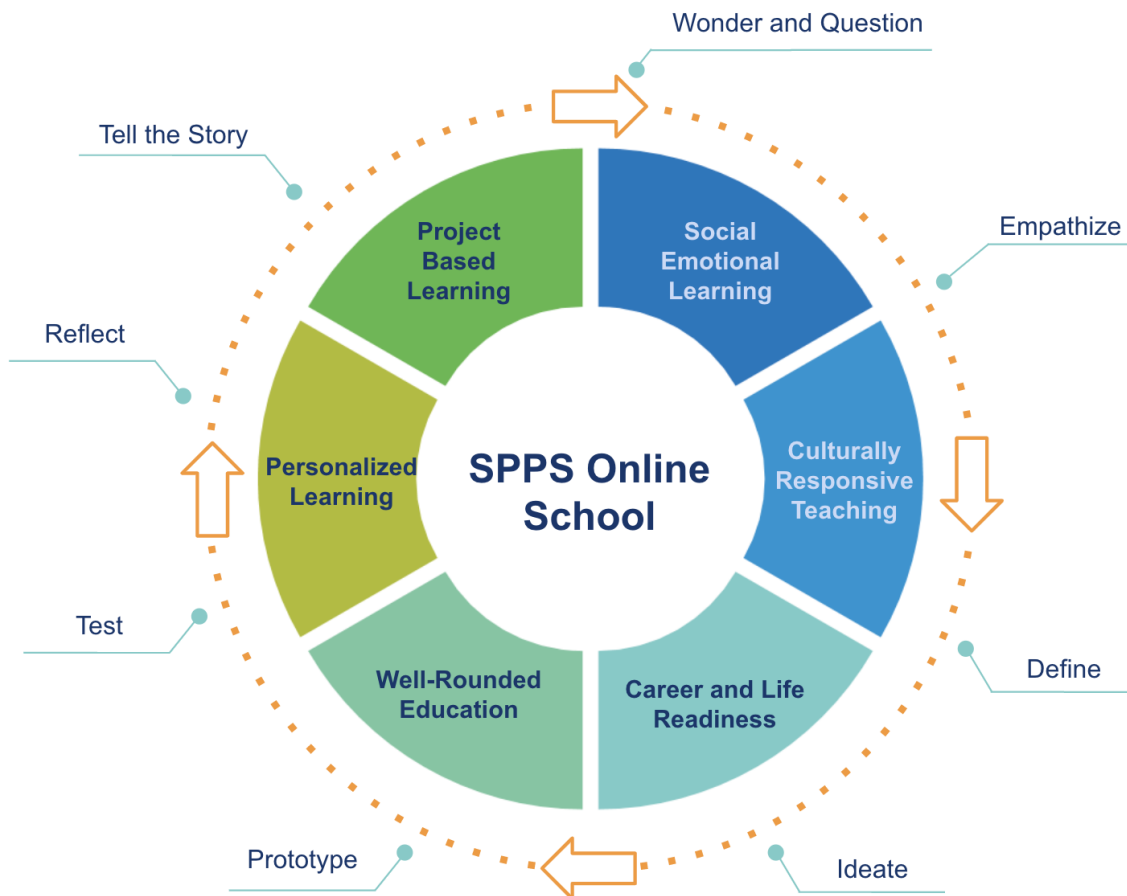 Wonder and Question
Tell the Story
Empathize
Reflect
Test
Define
Prototype
Ideate
Project
Based
Learning
Social
Emotional
Learning
Personalized
Learning
SPPS Online
School
Culturally
Responsive
Teaching
Well-Rounded
Education
Career and Life
Readiness